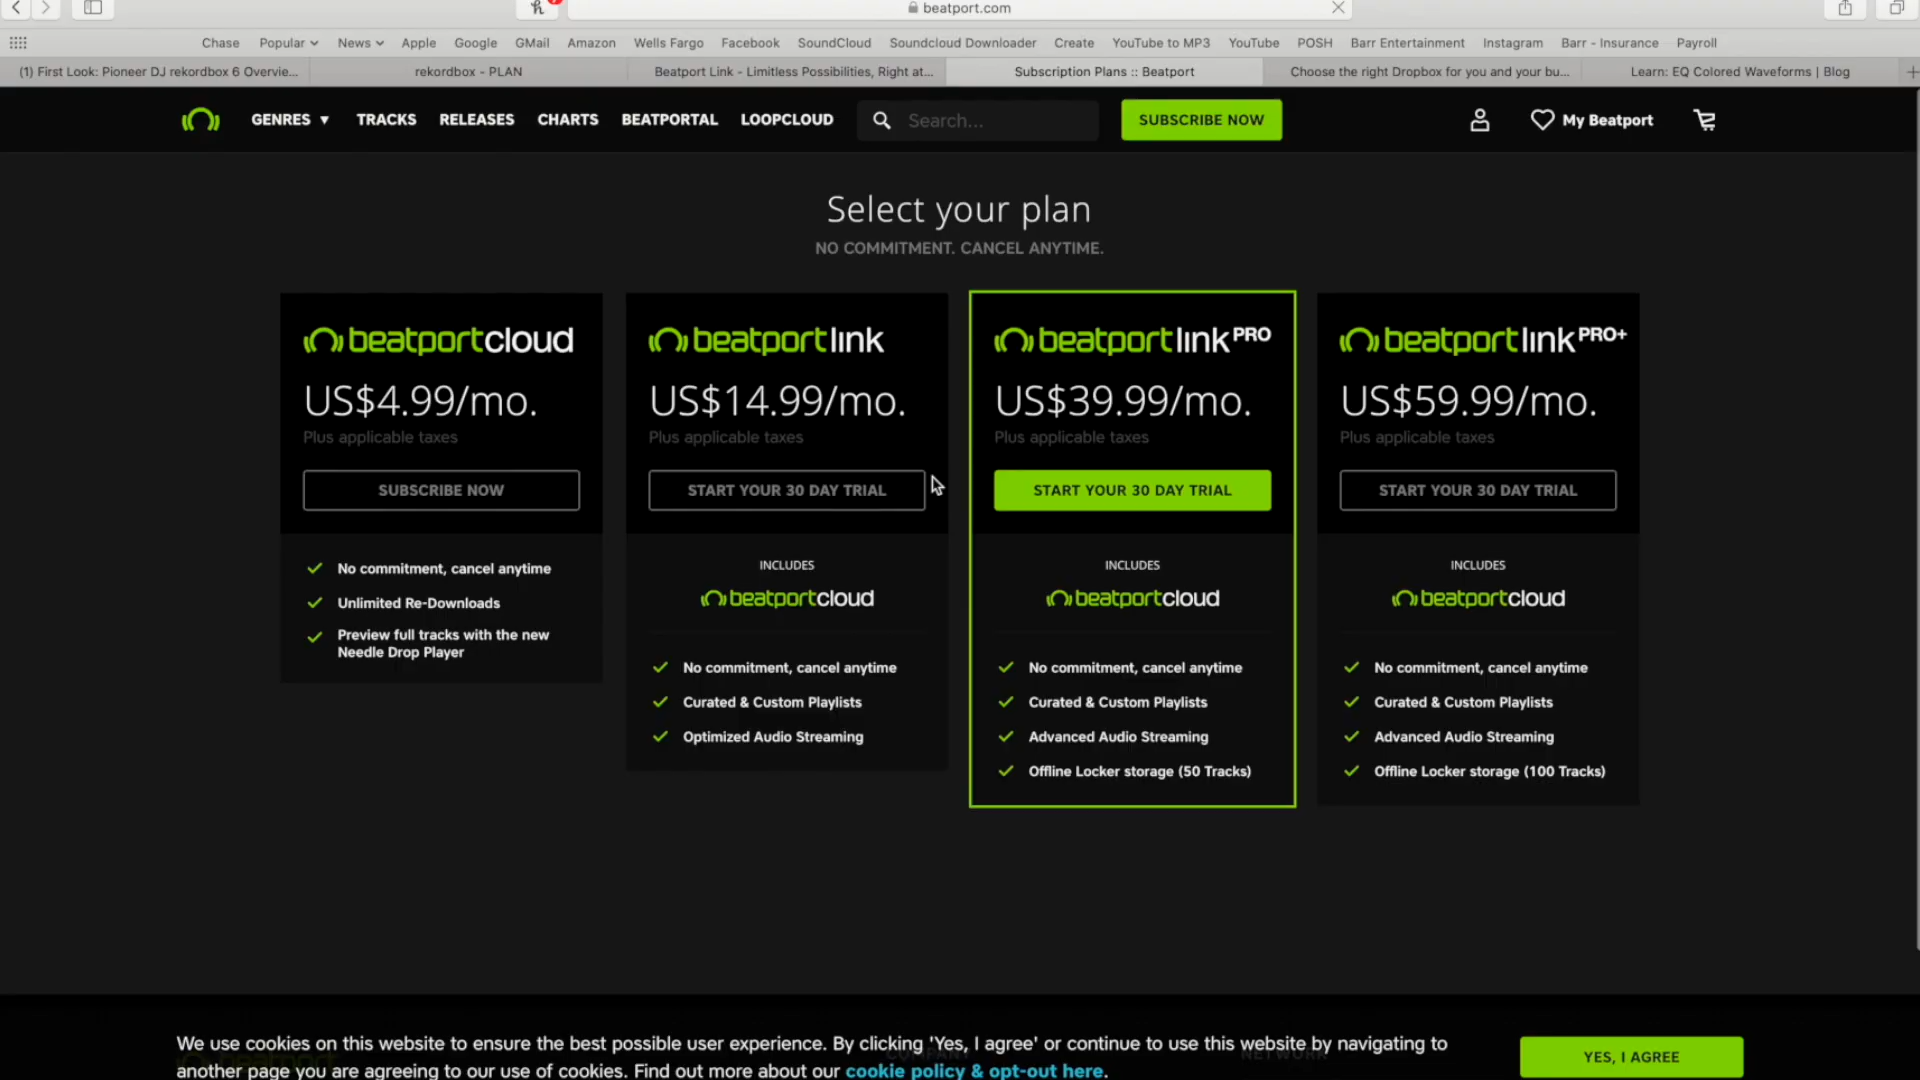 beatport.com
Chase Popular News Apple Google GMail Amazon Wells Fargo Facebook SoundCloud Soundcloud Downloader Create YouTube to MP3 YouTube POSH Barr Entertainment Instagram Barr - Insurance Payroll
(1) First Look: Pioneer DJ rekordbox 6 Overvie... rekordbox - PLAN Beatport Link - Limitless Possibilities, Right at... Subscription Plans :: Beatport Choose the right Dropbox for you and your bu... Learn: EQ Colored Waveforms | Blog
GENRES ▼ TRACKS RELEASES CHARTS BEATPORTAL LOOPCLOUD Search... SUBSCRIBE NOW My Beatport
Select your plan
NO COMMITMENT. CANCEL ANYTIME.
beatportcloud
US$4.99/mo.
Plus applicable taxes
SUBSCRIBE NOW
No commitment, cancel anytime
Unlimited Re-Downloads
Preview full tracks with the new
Needle Drop Player
beatportlink
US$14.99/mo.
Plus applicable taxes
START YOUR 30 DAY TRIAL
INCLUDES
beatportcloud
No commitment, cancel anytime
Curated & Custom Playlists
Optimized Audio Streaming
beatportlink PRO
US$39.99/mo.
Plus applicable taxes
START YOUR 30 DAY TRIAL
INCLUDES
beatportcloud
No commitment, cancel anytime
Curated & Custom Playlists
Advanced Audio Streaming
Offline Locker storage (50 Tracks)
beatportlink PRO+
US$59.99/mo.
Plus applicable taxes
START YOUR 30 DAY TRIAL
INCLUDES
beatportcloud
No commitment, cancel anytime
Curated & Custom Playlists
Advanced Audio Streaming
Offline Locker storage (100 Tracks)
We use cookies on this website to ensure the best possible user experience. By clicking 'Yes, I agree' or continue to use this website by navigating to
another page you are agreeing to our use of cookies. Find out more about our cookie policy & opt-out here.
YES, I AGREE
beatport
COMPANY
NETWORK